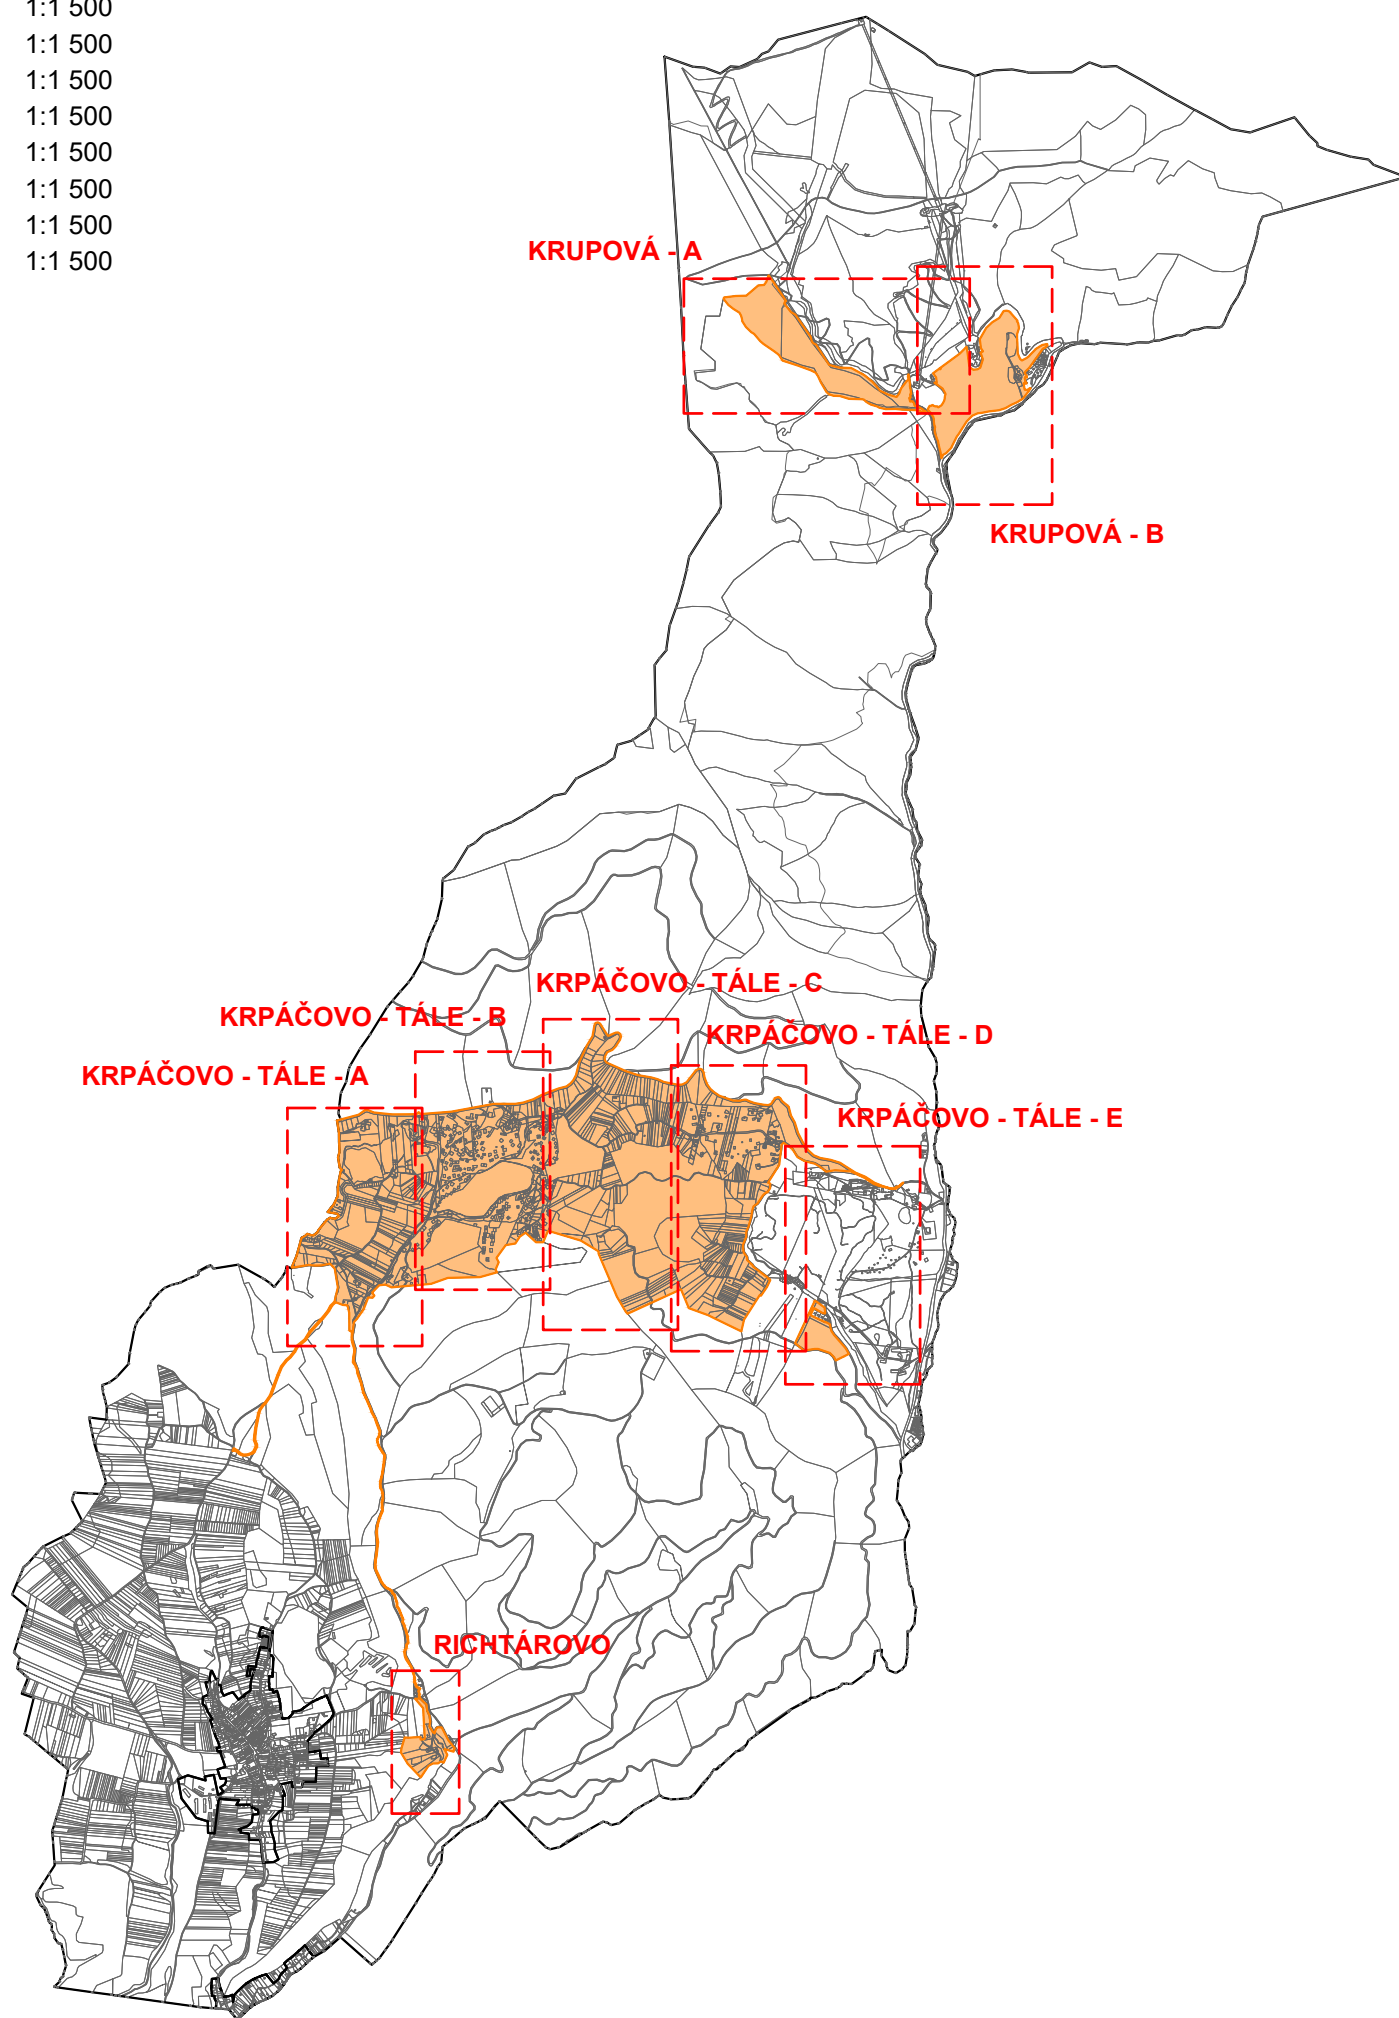 1:1 500
1:1 500
1:1 500
1:1 500
1:1 500
1:1 500
1:1 500
1:1 500
KRUPOVÁ - A
KRUPOVÁ - B
KRPÁČOVO - TÁLE - C
KRPÁČOVO - TÁLE - B
KRPÁČOVO - TÁLE - D
KRPÁČOVO - TÁLE - A
KRPÁČOVO - TÁLE - E
RICHTÁROVO